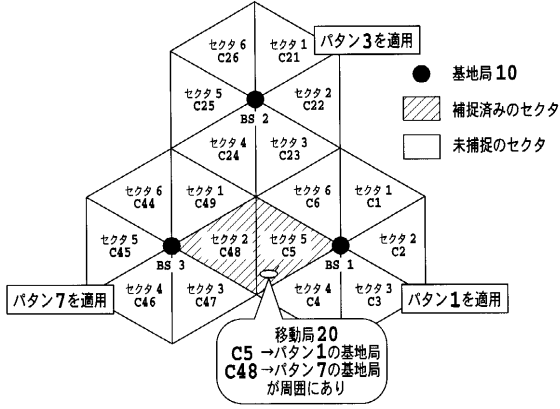 パタン3を適用
セクタ6
C26
セクタ1
C21
セクタ5
C25
セクタ2
C22
BS 2
セクタ4
C24
セクタ3
C23
基地局10
補捉済みのセクタ
未捕捉のセクタ
セクタ6
C44
セクタ1
C49
セクタ6
C6
セクタ1
C1
セクタ5
C45
セクタ2
C48
セクタ5
C5
セクタ2
C2
BS 3
BS 1
セクタ4
C46
セクタ3
C47
セクタ4
C4
セクタ3
C3
パタン7を適用
パタン1を適用
移動局20
C5 →パタン1の基地局
C48→パタン7の基地局
が周囲にあり